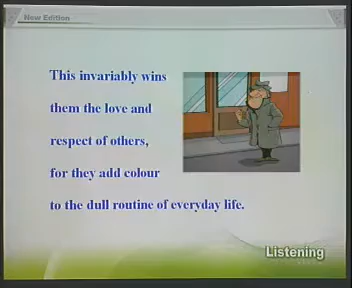 New Edition
This invariably wins
them the love and
respect of others,
for they add colour
to the dull routine of everyday life.
Listening